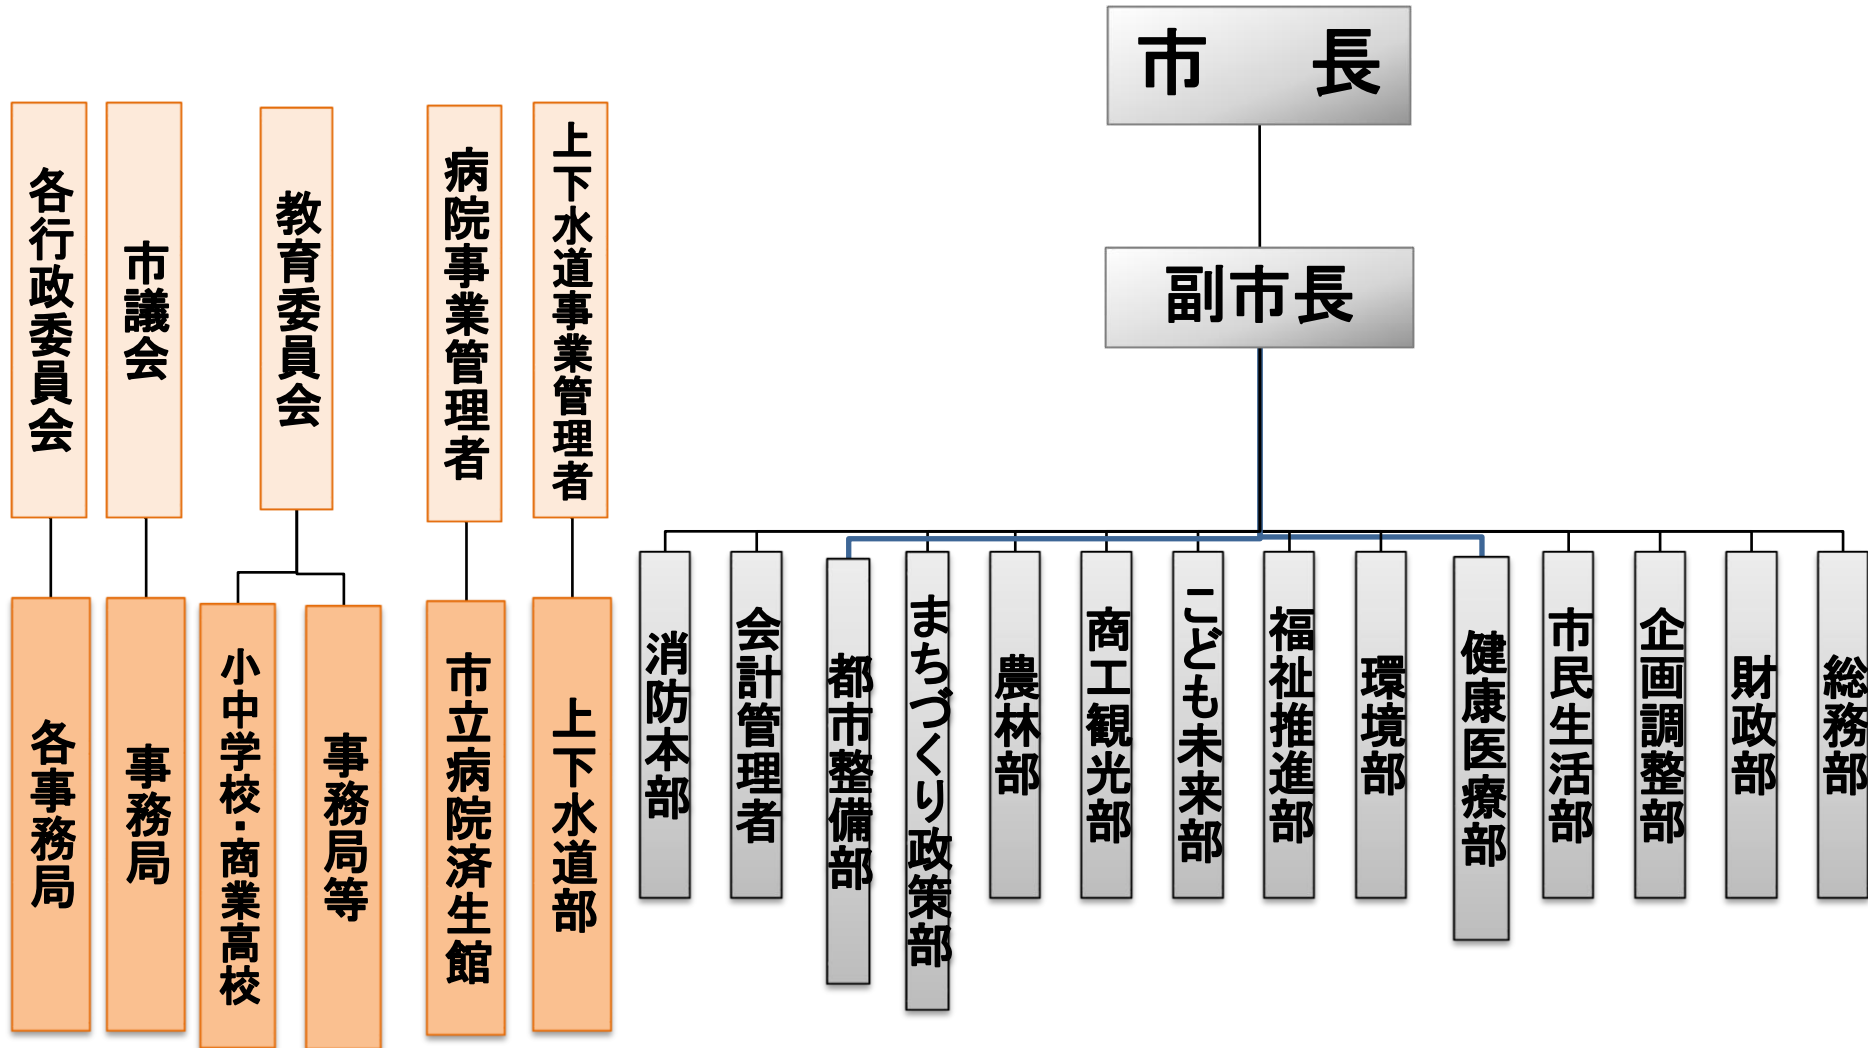 市　長
副市長
各行政委員会
市議会
教育委員会
病院事業管理者
上下水道事業管理者
各事務局
事務局
小中学校・商業高校
事務局等
市立病院済生館
上下水道部
消防本部
会計管理者
都市整備部
まちづくり政策部
農林部
商工観光部
こども未来部
福祉推進部
環境部
健康医療部
市民生活部
企画調整部
財政部
総務部